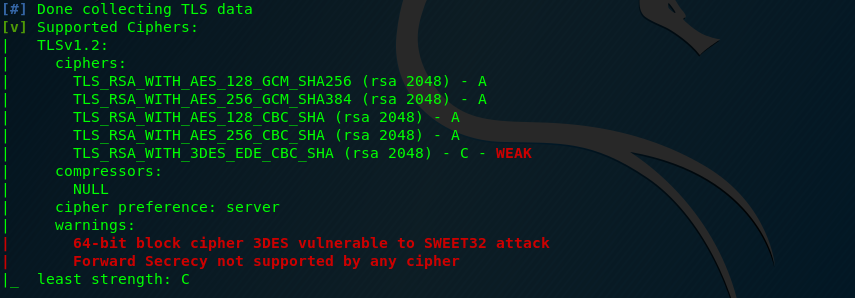 [#] Done collecting TLS data
[v] Supported Ciphers:
|   TLSv1.2:
|     ciphers:
|       TLS_RSA_WITH_AES_128_GCM_SHA256 (rsa 2048) - A
|       TLS_RSA_WITH_AES_256_GCM_SHA384 (rsa 2048) - A
|       TLS_RSA_WITH_AES_128_CBC_SHA (rsa 2048) - A
|       TLS_RSA_WITH_AES_256_CBC_SHA (rsa 2048) - A
|       TLS_RSA_WITH_3DES_EDE_CBC_SHA (rsa 2048) - C - WEAK
|     compressors:
|       NULL
|     cipher preference: server
|     warnings:
|       64-bit block cipher 3DES vulnerable to SWEET32 attack
|       Forward Secrecy not supported by any cipher
|_  least strength: C